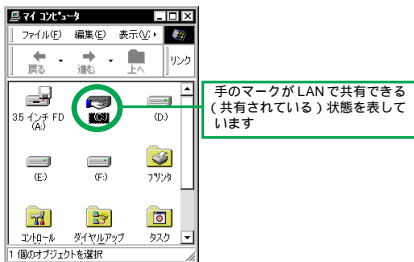 マイ コンピュータ
ファイル(F) 編集(E) 表示(V)
戻る 進む 上へ リンク
3.5 インチ FD (A:)
(C:)
(D:)
(E:)
(F:)
プリンタ
コントロール
ダイヤルアップ
タスク
1 個のオブジェクトを選択
手のマークが LAN で共有できる
(共有されている)状態を表して
います